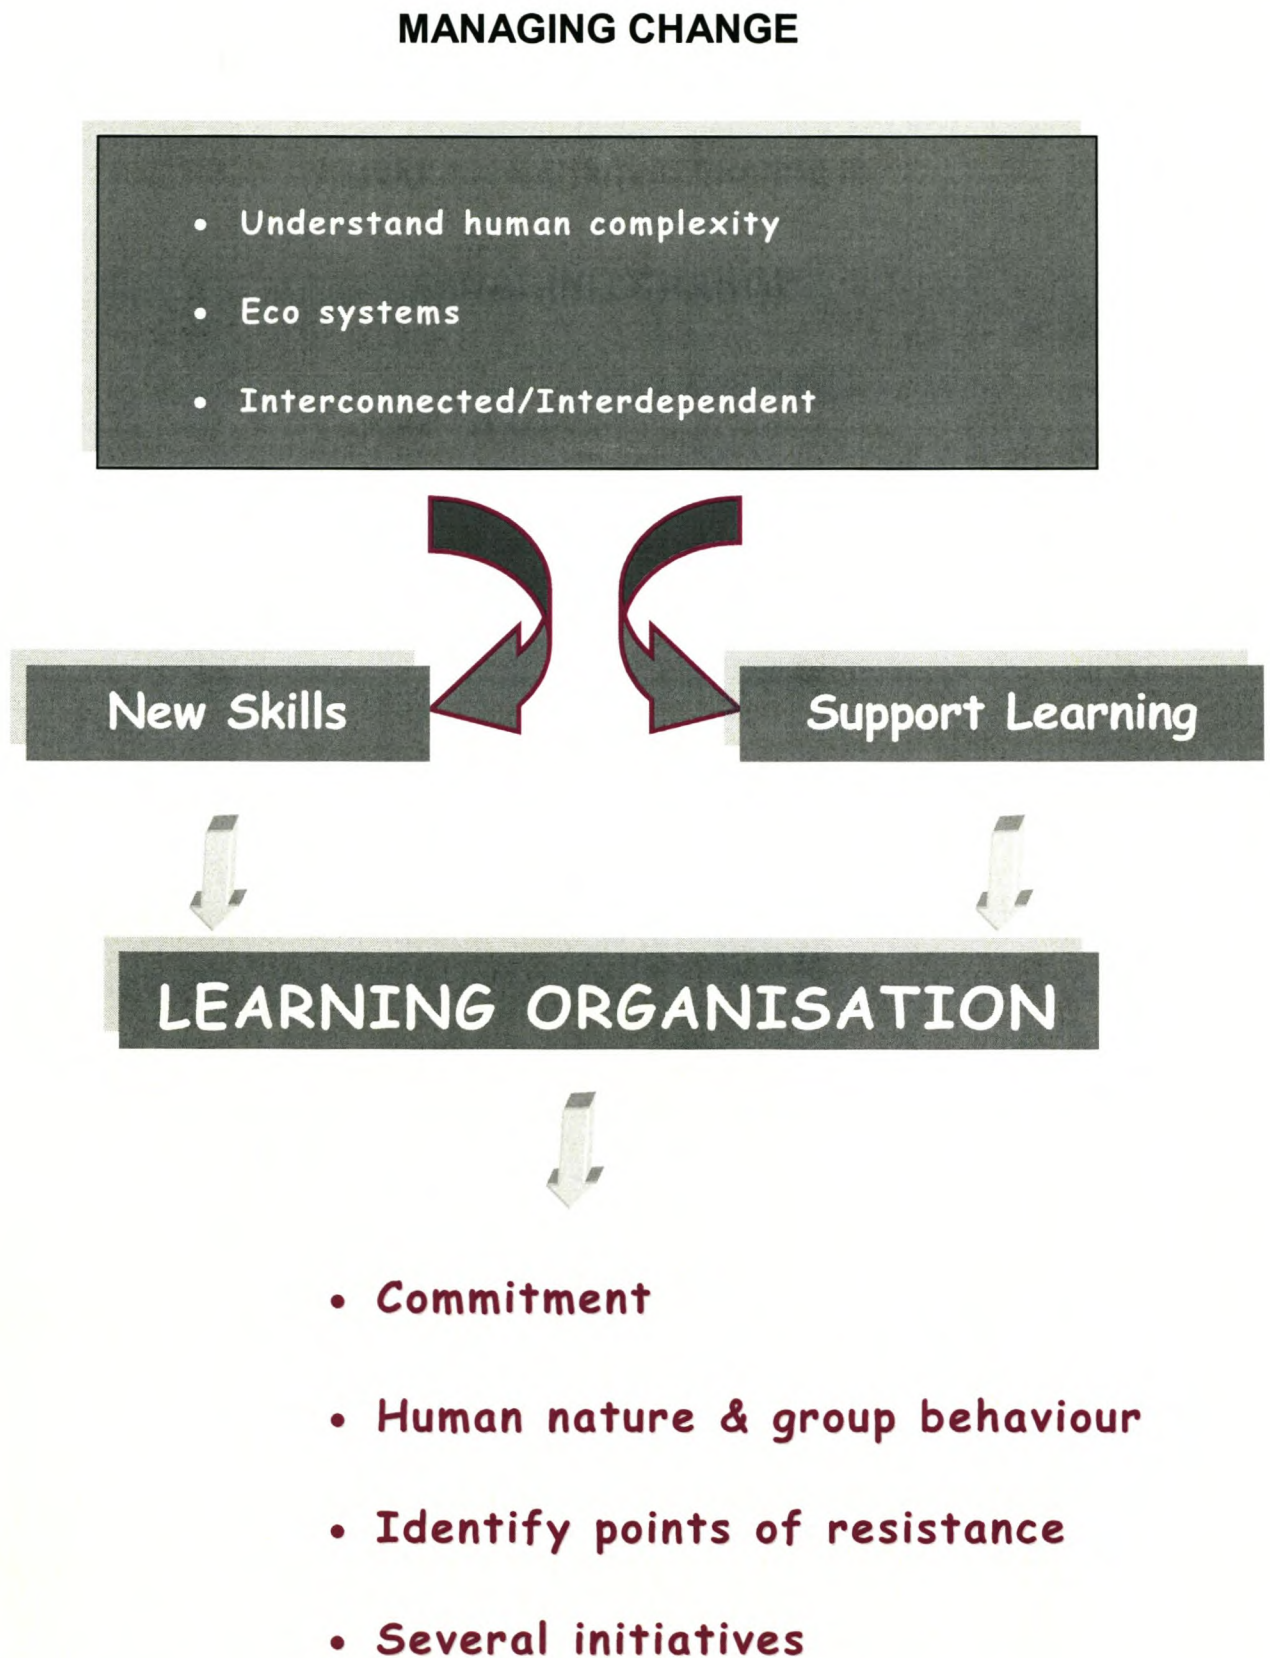 MANAGING CHANGE
• Understand human complexity
• Eco systems
• Interconnected/Interdependent
New Skills
Support Learning
LEARNING ORGANISATION
• Commitment
• Human nature & group behaviour
• Identify points of resistance
• Several initiatives